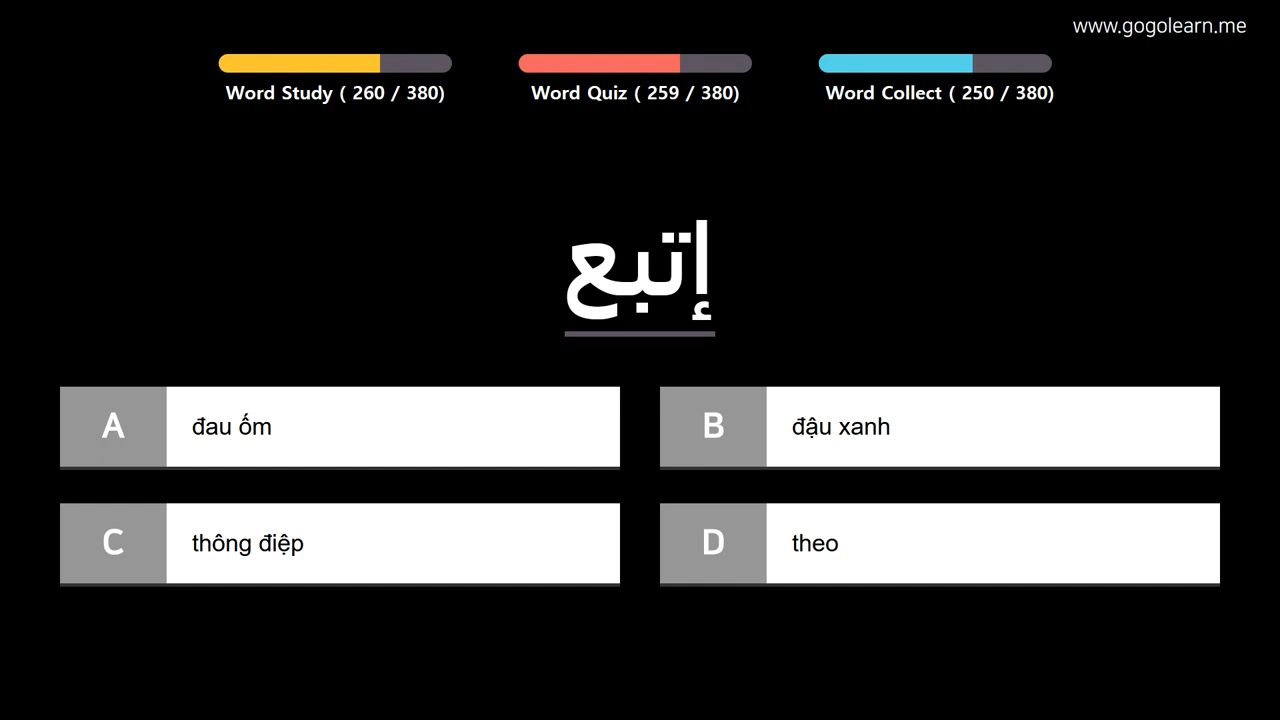 www.gogolearn.me
Word Study ( 260 / 380)
Word Quiz ( 259 / 380)
Word Collect ( 250 / 380)
إتبع
A đau ốm
B đậu xanh
C thông điệp
D theo